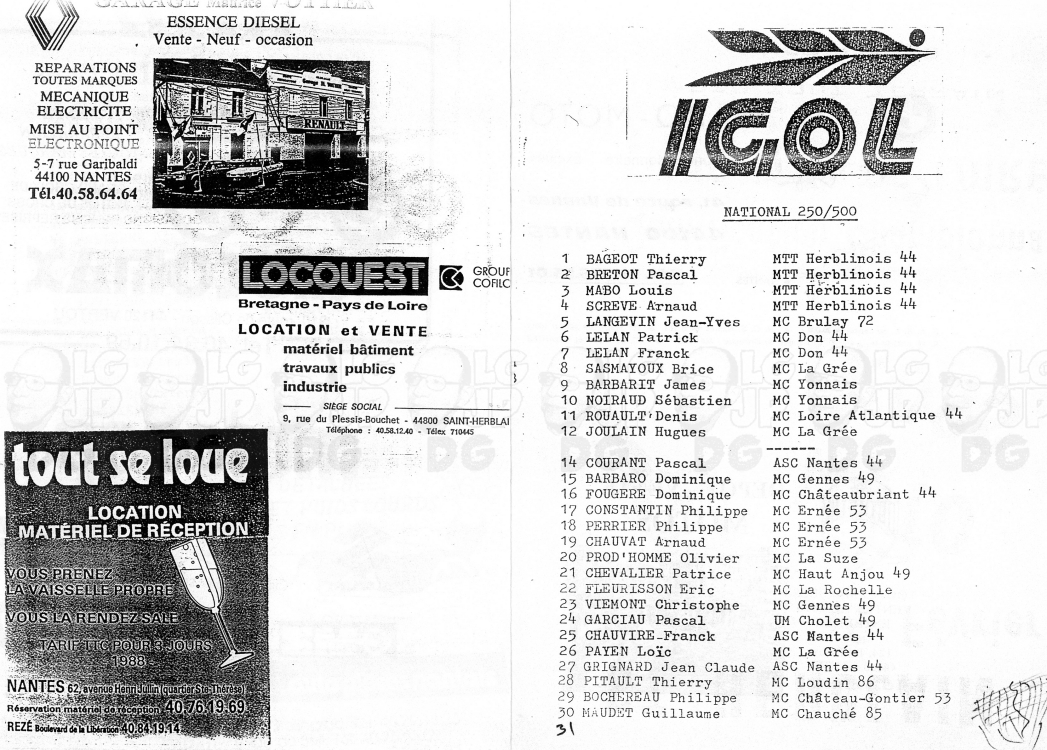 GARAGE Maurice VOTTIER
ESSENCE DIESEL
Vente - Neuf - occasion
REPARATIONS
TOUTES MARQUES
MECANIQUE
ELECTRICITE
MISE AU POINT
ELECTRONIQUE
5-7 rue Garibaldi
44100 NANTES
Tél.40.58.64.64
RENAULT
LOCOUEST
GROUP
COFILO
Bretagne - Pays de Loire
LOCATION et VENTE
matériel bâtiment
travaux publics
industrie
SIÈGE SOCIAL
9, rue du Plessis-Bouchet - 44800 SAINT-HERBLAI
Téléphone : 40.58.12.40 - Télex 710445
tout se loue
LOCATION
MATÉRIEL DE RÉCEPTION
VOUS PRENEZ
LA VAISSELLE PROPRE
VOUS LA RENDEZ SALE
TARIF TTC POUR 3 JOURS
1988
NANTES 62, avenue Henri Jullin (quartier Ste-Thérèse)
Réservation matériel de réception 40.76.19.69.
REZÉ Boulevard de la Libération 40.84.19.14.
IGOL
NATIONAL 250/500
1 BAGEOT Thierry MTT Herblinois 44
2 BRETON Pascal MTT Herblinois 44
3 MABO Louis MTT Herblinois 44
4 SCREVE Arnaud MTT Herblinois 44
5 LANGEVIN Jean-Yves MC Brulay 72
6 LELAN Patrick MC Don 44
7 LELAN Franck MC Don 44
8 SASMAYOUX Brice MC La Grée
9 BARBARIT James MC Yonnais
10 NOIRAUD Sébastien MC Yonnais
11 ROUAULT Denis MC Loire Atlantique 44
12 JOULAIN Hugues MC La Grée
------
14 COURANT Pascal ASC Nantes 44
15 BARBARO Dominique MC Gennes 49
16 FOUGERE Dominique MC Châteaubriant 44
17 CONSTANTIN Philippe MC Ernée 53
18 PERRIER Philippe MC Ernée 53
19 CHAUVAT Arnaud MC Ernée 53
20 PROD'HOMME Olivier MC La Suze
21 CHEVALIER Patrice MC Haut Anjou 49
22 FLEURISSON Eric MC La Rochelle
23 VIEMONT Christophe MC Gennes 49
24 GARCIAU Pascal UM Cholet 49
25 CHAUVIRE-Franck ASC Nantes 44
26 PAYEN Loïc MC La Grée
27 GRIGNARD Jean Claude ASC Nantes 44
28 PITAULT Thierry MC Loudin 86
29 BOCHEREAU Philippe MC Château-Gontier 53
30 MAUDET Guillaume MC Chauché 85
31